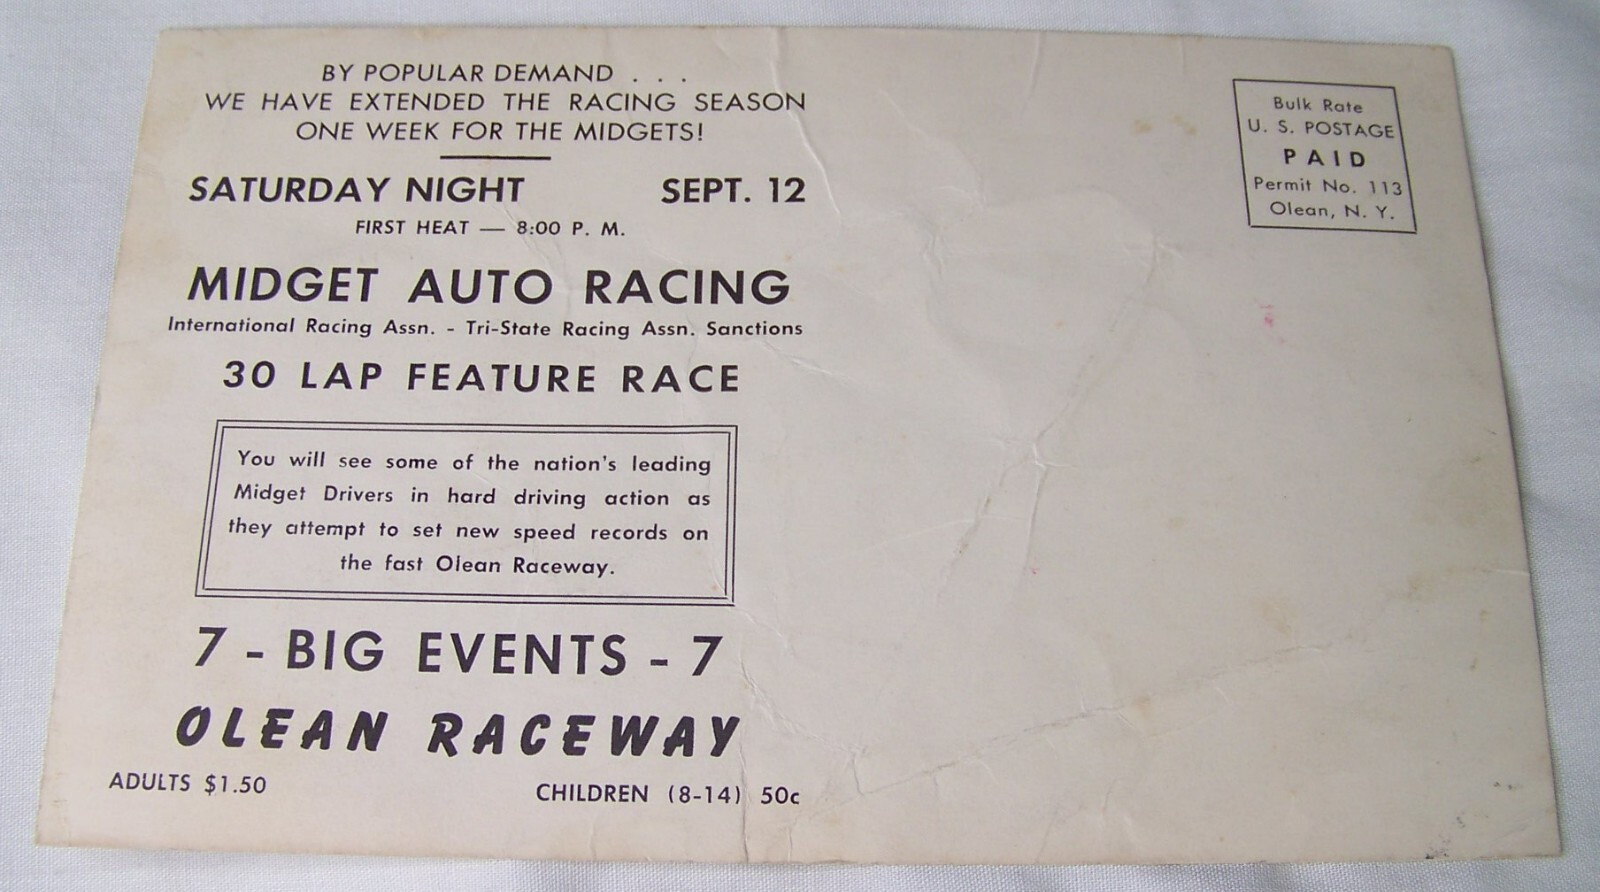 BY POPULAR DEMAND . . .
WE HAVE EXTENDED THE RACING SEASON
ONE WEEK FOR THE MIDGETS!
SATURDAY NIGHT SEPT. 12
FIRST HEAT — 8:00 P. M.
MIDGET AUTO RACING
International Racing Assn. - Tri-State Racing Assn. Sanctions
30 LAP FEATURE RACE
You will see some of the nation's leading
Midget Drivers in hard driving action as
they attempt to set new speed records on
the fast Olean Raceway.
7 - BIG EVENTS - 7
OLEAN RACEWAY
ADULTS $1.50 CHILDREN (8-14) 50c
Bulk Rate
U. S. POSTAGE
PAID
Permit No. 113
Olean, N. Y.